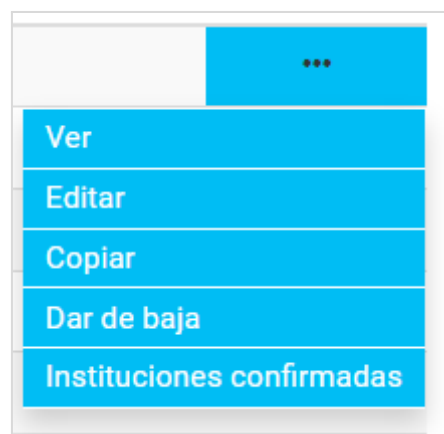 •••
Ver
Editar
Copiar
Dar de baja
Instituciones confirmadas